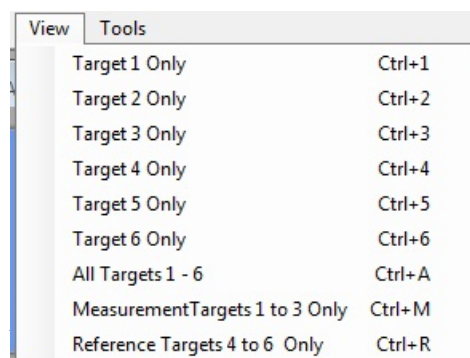 View Tools
Target 1 Only Ctrl+1
Target 2 Only Ctrl+2
Target 3 Only Ctrl+3
Target 4 Only Ctrl+4
Target 5 Only Ctrl+5
Target 6 Only Ctrl+6
All Targets 1 - 6 Ctrl+A
MeasurementTargets 1 to 3 Only Ctrl+M
Reference Targets 4 to 6 Only Ctrl+R